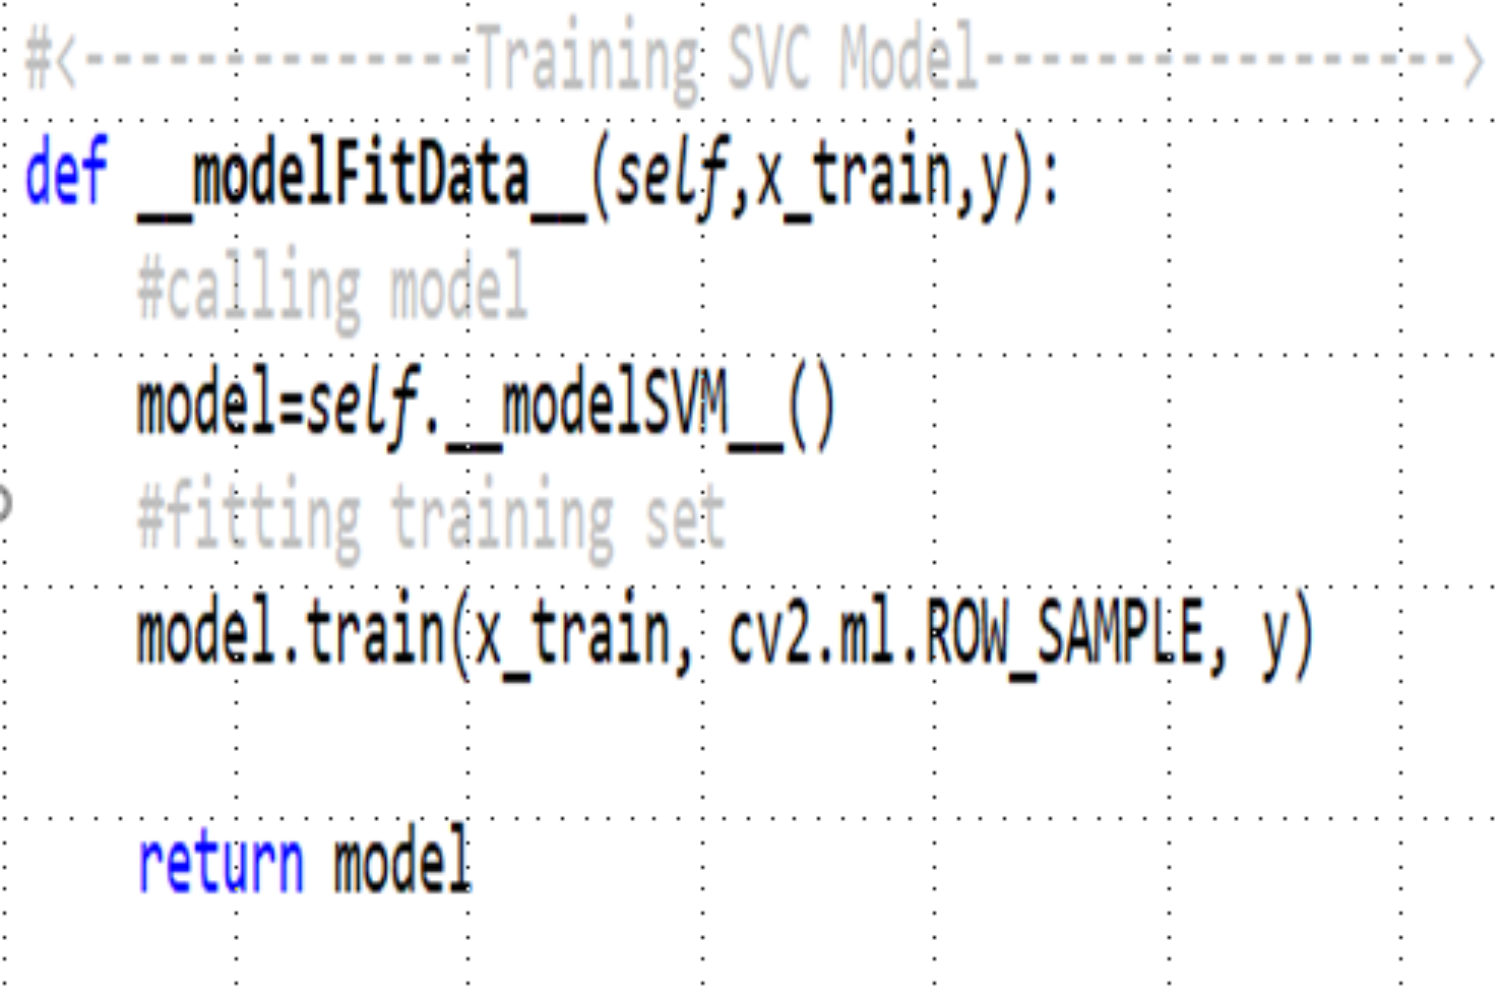 #<--------------Training SVC Model----------------->
def __modelFitData__(self,x_train,y):
#calling model
model=self.__modelSVM__()
#fitting training set
model.train(x_train, cv2.ml.ROW_SAMPLE, y)
return model